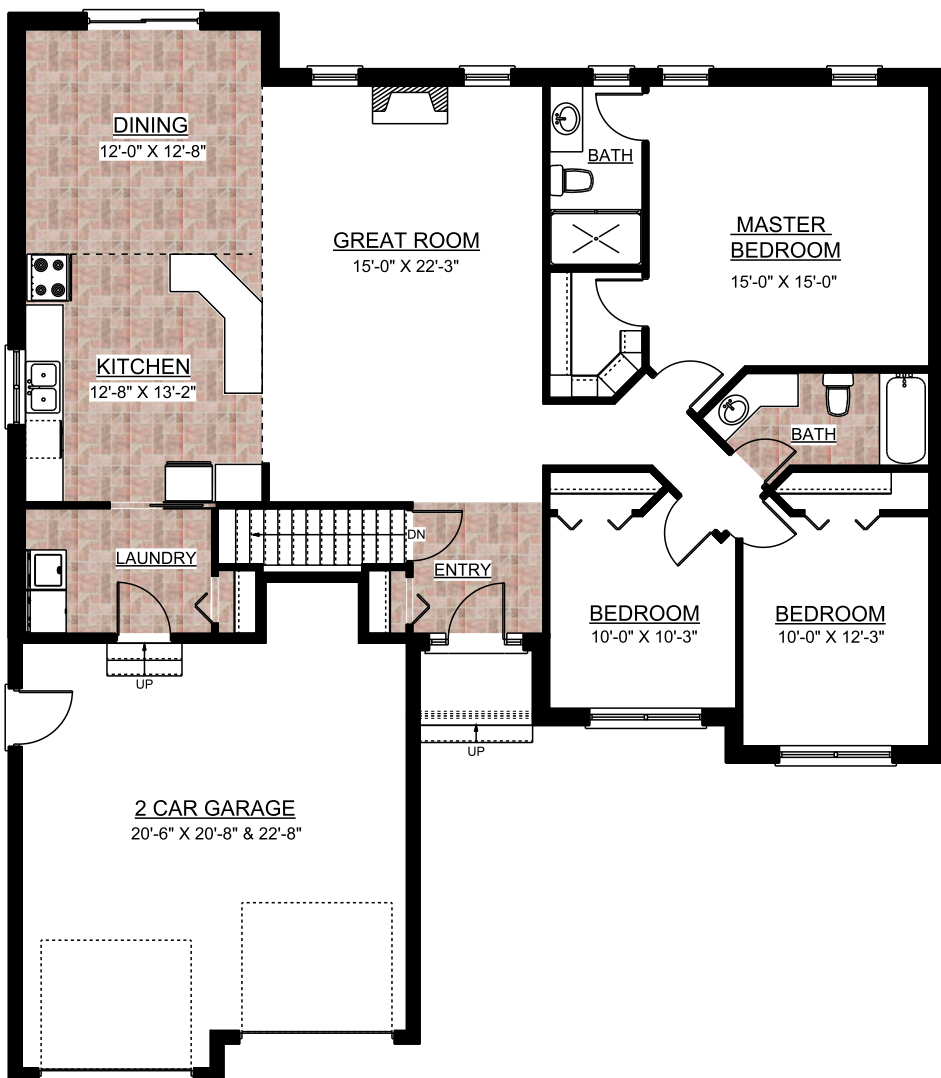 DINING
12'-0" X 12'-8"
GREAT ROOM
15'-0" X 22'-3"
BATH
MASTER
BEDROOM
15'-0" X 15'-0"
KITCHEN
12'-8" X 13'-2"
BATH
LAUNDRY
DN
ENTRY
BEDROOM
10'-0" X 10'-3"
BEDROOM
10'-0" X 12'-3"
UP
UP
2 CAR GARAGE
20'-6" X 20'-8" & 22'-8"